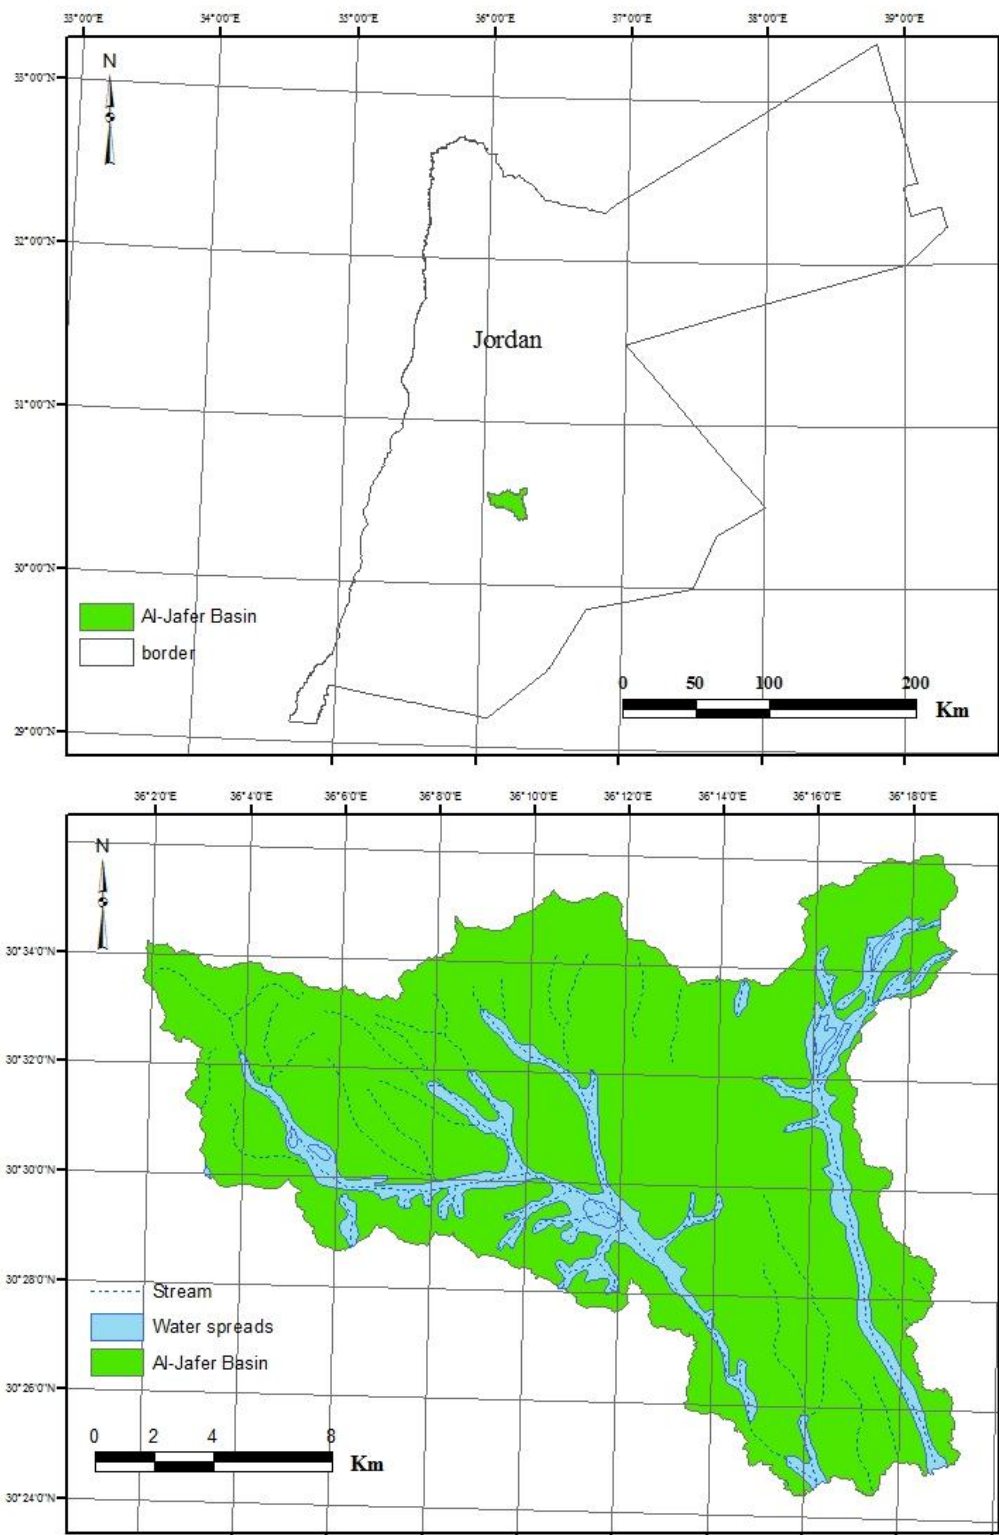 33°0'0"E 34°0'0"E 35°0'0"E 36°0'0"E 37°0'0"E 38°0'0"E 39°0'0"E
33°0'0"N
N
32°0'0"N
Jordan
31°0'0"N
30°0'0"N
Al-Jafer Basin
border
0 50 100 200
Km
29°0'0"N
36°2'0"E 36°4'0"E 36°6'0"E 36°8'0"E 36°10'0"E 36°12'0"E 36°14'0"E 36°16'0"E 36°18'0"E
N
30°34'0"N
30°32'0"N
30°30'0"N
30°28'0"N
Stream
Water spreads
Al-Jafer Basin
30°26'0"N
0 2 4 8
Km
30°24'0"N